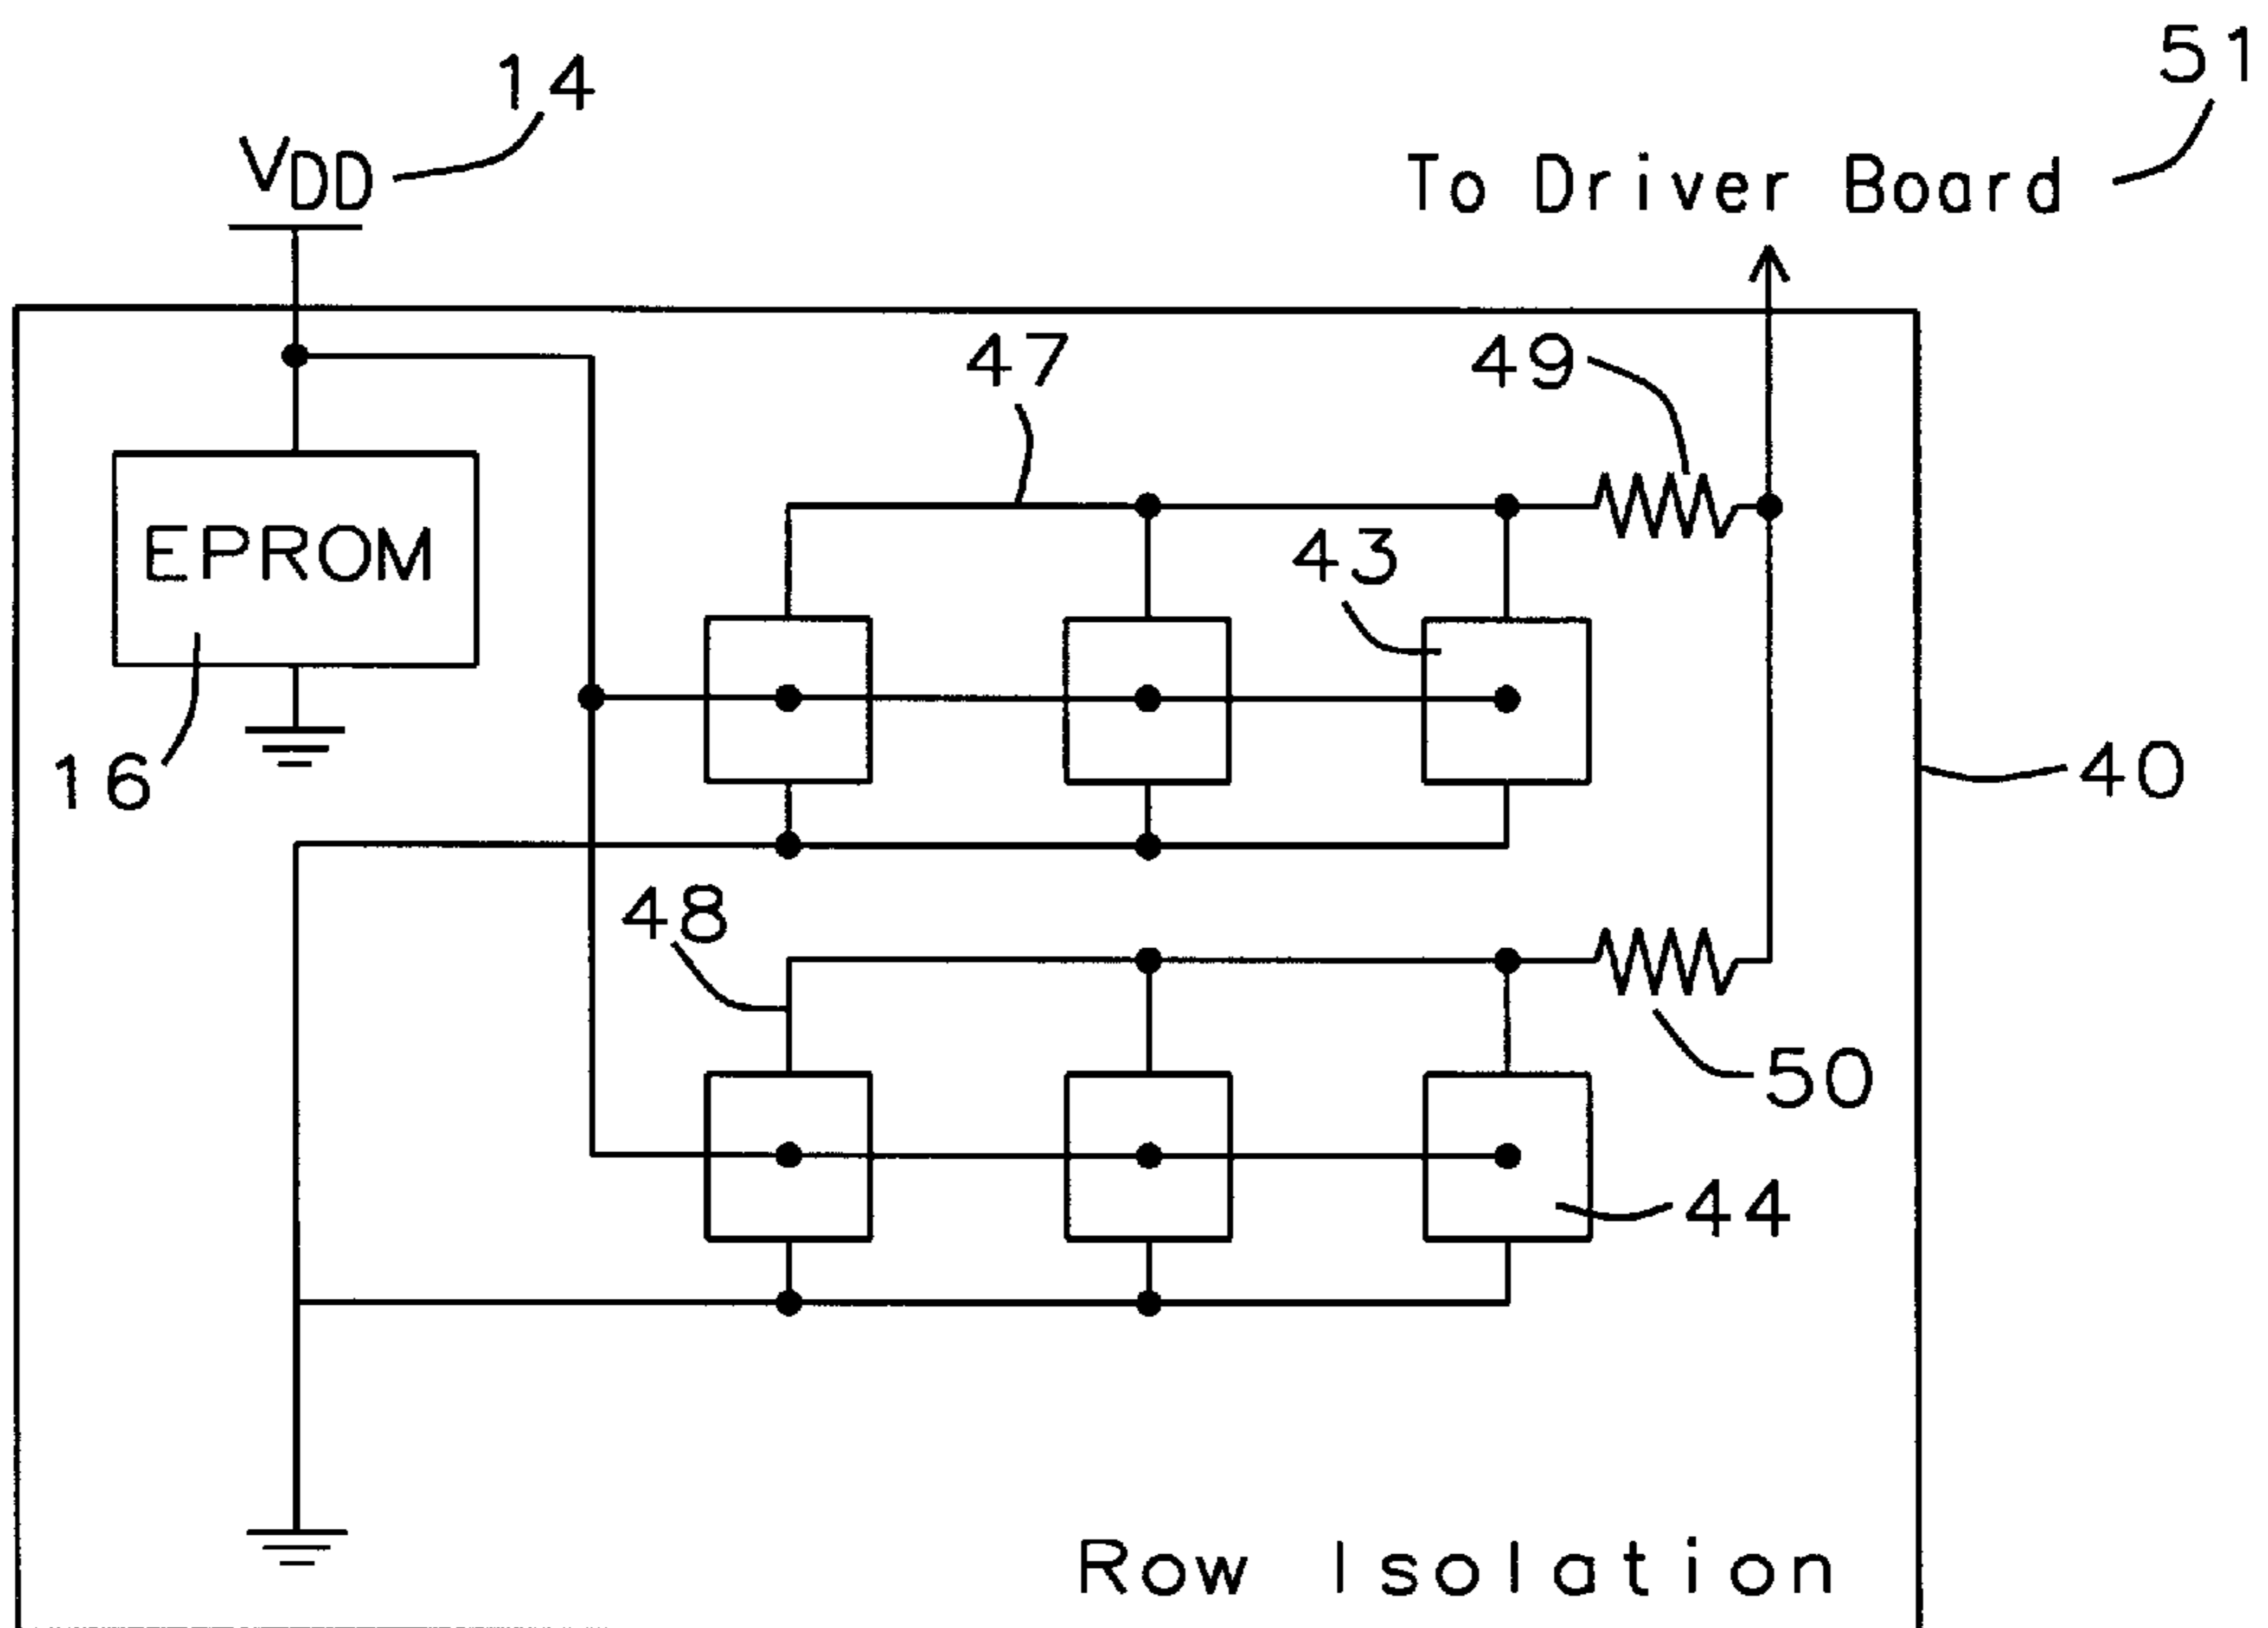 14
51
VDD
To Driver Board
47
49
EPROM
43
16
40
48
50
44
Row Isolation